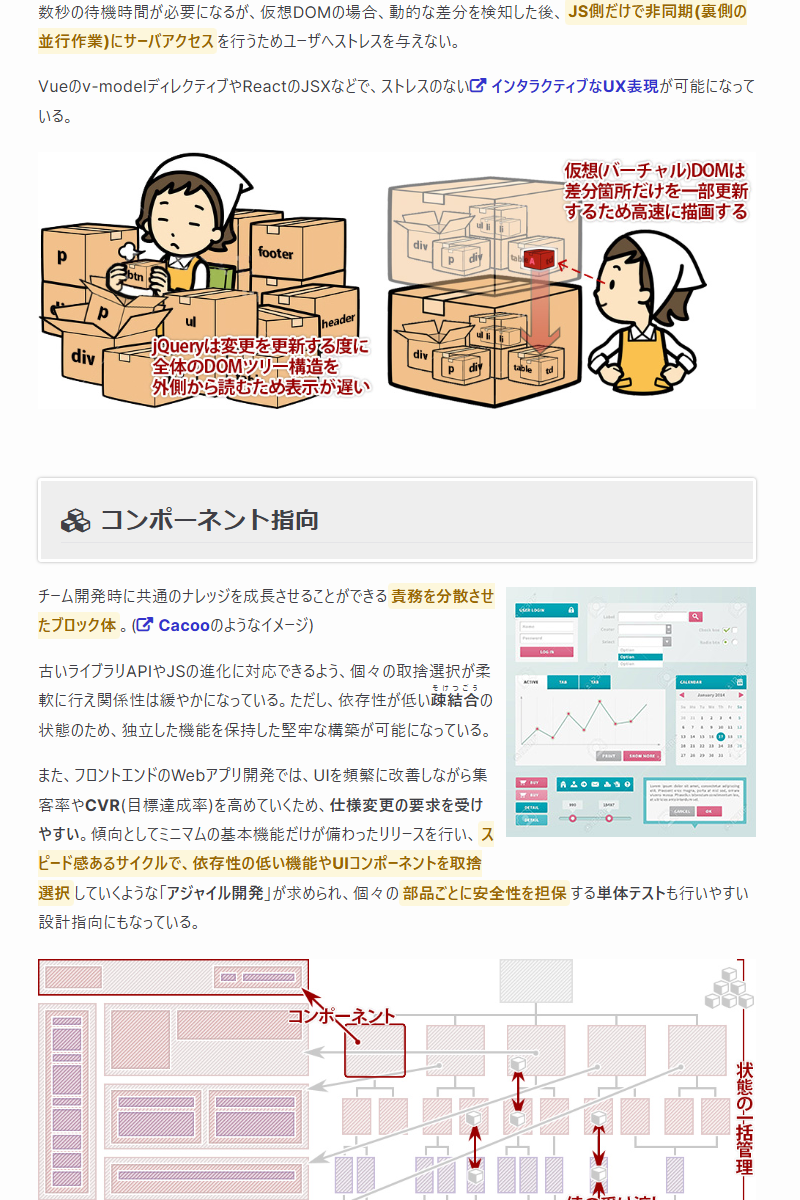 数秒の待機時間が必要になるが、仮想DOMの場合、動的な差分を検知した後、JS側だけで非同期(裏側の
並行作業)にサーバアクセスを行うためユーザへストレスを与えない。
Vueのv-modelディレクティブやReactのJSXなどで、ストレスのないインタラクティブなUX表現が可能になって
いる。
p
btn
footer
p
ul
header
div
jQueryは変更を更新する度に
全体のDOMツリー構造を
外側から読むため表示が遅い
仮想(バーチャル)DOMは
差分箇所だけを一部更新
するため高速に描画する
div
ul
li
li
p
div
table
td
div
ul
li
li
p
div
table
td
コンポーネント指向
チーム開発時に共通のナレッジを成長させることができる責務を分散させ
たブロック体。(Cacooのようなイメージ)
古いライブラリAPIやJSの進化に対応できるよう、個々の取捨選択が柔
軟に行え関係性は緩やかになっている。ただし、依存性が低い疎結合の
そけつごう
状態のため、独立した機能を保持した堅牢な構築が可能になっている。
また、フロントエンドのWebアプリ開発では、UIを頻繁に改善しながら集
客率やCVR(目標達成率)を高めていくため、仕様変更の要求を受け
やすい。傾向としてミニマムの基本機能だけが備わったリリースを行い、ス
ピード感あるサイクルで、依存性の低い機能やUIコンポーネントを取捨
選択していくような「アジャイル開発」が求められ、個々の部品ごとに安全性を担保する単体テストも行いやすい
設計指向にもなっている。
USER LOGIN
Password
LOG IN
Label
Option
Option
Option
ACTIVE
TAB
TAB
CALENDAR
January 2014
PRINT
SHOW MORE
BUY
BUY
DETAIL
DETAIL
CANCEL
OK
コンポーネント
状態の一括管理